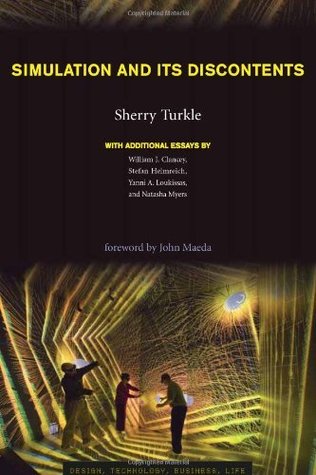 SIMULATION AND ITS DISCONTENTS
Sherry Turkle
WITH ADDITIONAL ESSAYS BY
William J. Clancey,
Stefan Helmreich,
Yanni A. Loukissas,
and Natasha Myers
foreword by John Maeda
DESIGN, TECHNOLOGY, BUSINESS, LIFE